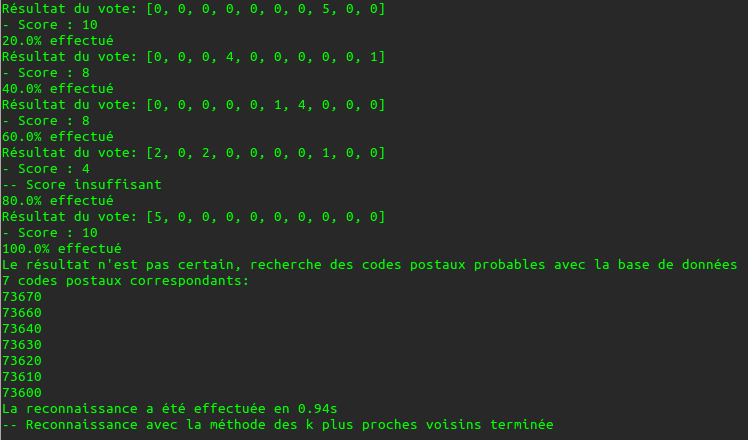 Résultat du vote: [0, 0, 0, 0, 0, 0, 0, 5, 0, 0]
- Score : 10
20.0% effectué
Résultat du vote: [0, 0, 0, 4, 0, 0, 0, 0, 0, 1]
- Score : 8
40.0% effectué
Résultat du vote: [0, 0, 0, 0, 0, 1, 4, 0, 0, 0]
- Score : 8
60.0% effectué
Résultat du vote: [2, 0, 2, 0, 0, 0, 0, 1, 0, 0]
- Score : 4
-- Score insuffisant
80.0% effectué
Résultat du vote: [5, 0, 0, 0, 0, 0, 0, 0, 0, 0]
- Score : 10
100.0% effectué
Le résultat n'est pas certain, recherche des codes postaux probables avec la base de données
7 codes postaux correspondants:
73670
73660
73640
73630
73620
73610
73600
La reconnaissance a été effectuée en 0.94s
-- Reconnaissance avec la méthode des k plus proches voisins terminée